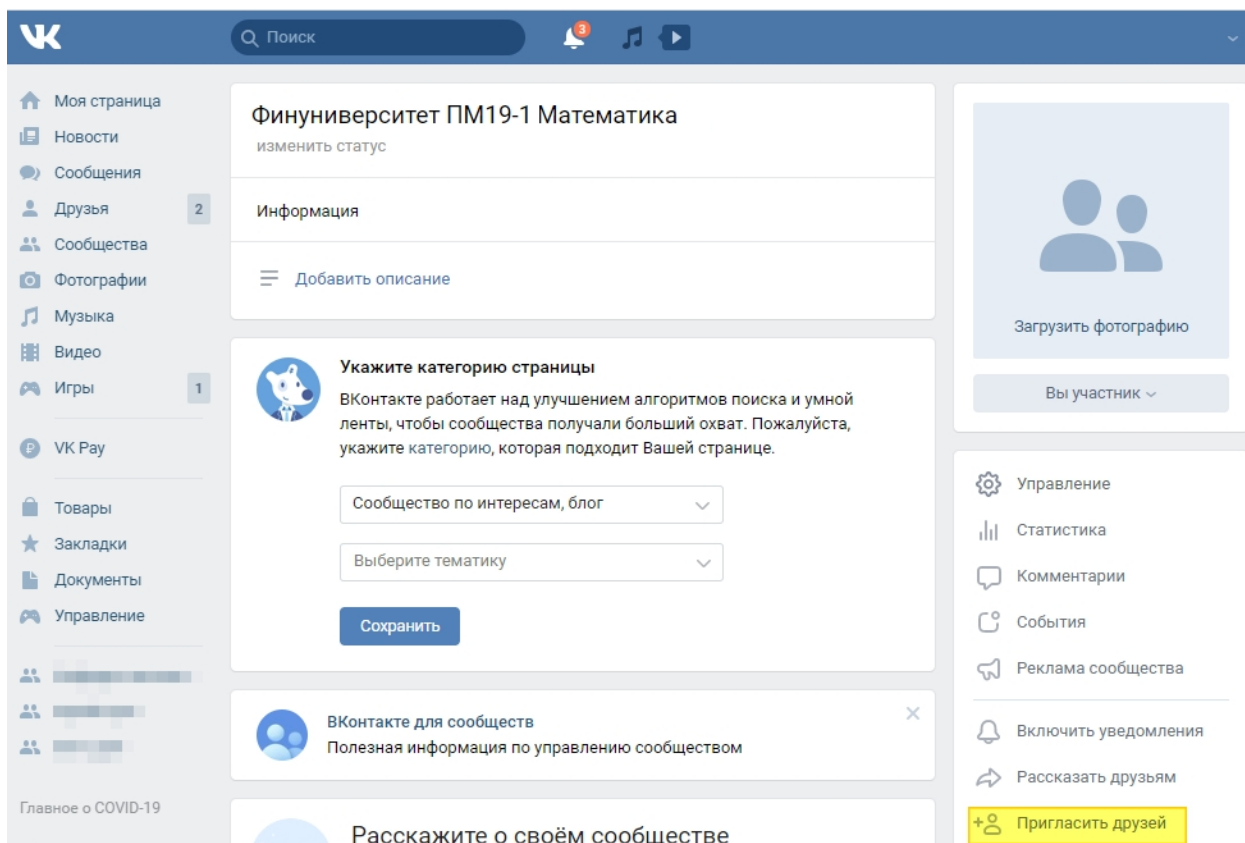 Поиск
3
Моя страница
Новости
Сообщения
Друзья 2
Сообщества
Фотографии
Музыка
Видео
Игры 1
VK Pay
Товары
Закладки
Документы
Управление
Главное о COVID-19
Финуниверситет ПМ19-1 Математика
изменить статус
Информация
Добавить описание
Укажите категорию страницы
ВКонтакте работает над улучшением алгоритмов поиска и умной
ленты, чтобы сообщества получали больший охват. Пожалуйста,
укажите категорию, которая подходит Вашей странице.
Сообщество по интересам, блог
Выберите тематику
Сохранить
ВКонтакте для сообществ
Полезная информация по управлению сообществом
Расскажите о своём сообществе
Загрузить фотографию
Вы участник
Управление
Статистика
Комментарии
События
Реклама сообщества
Включить уведомления
Рассказать друзьям
Пригласить друзей